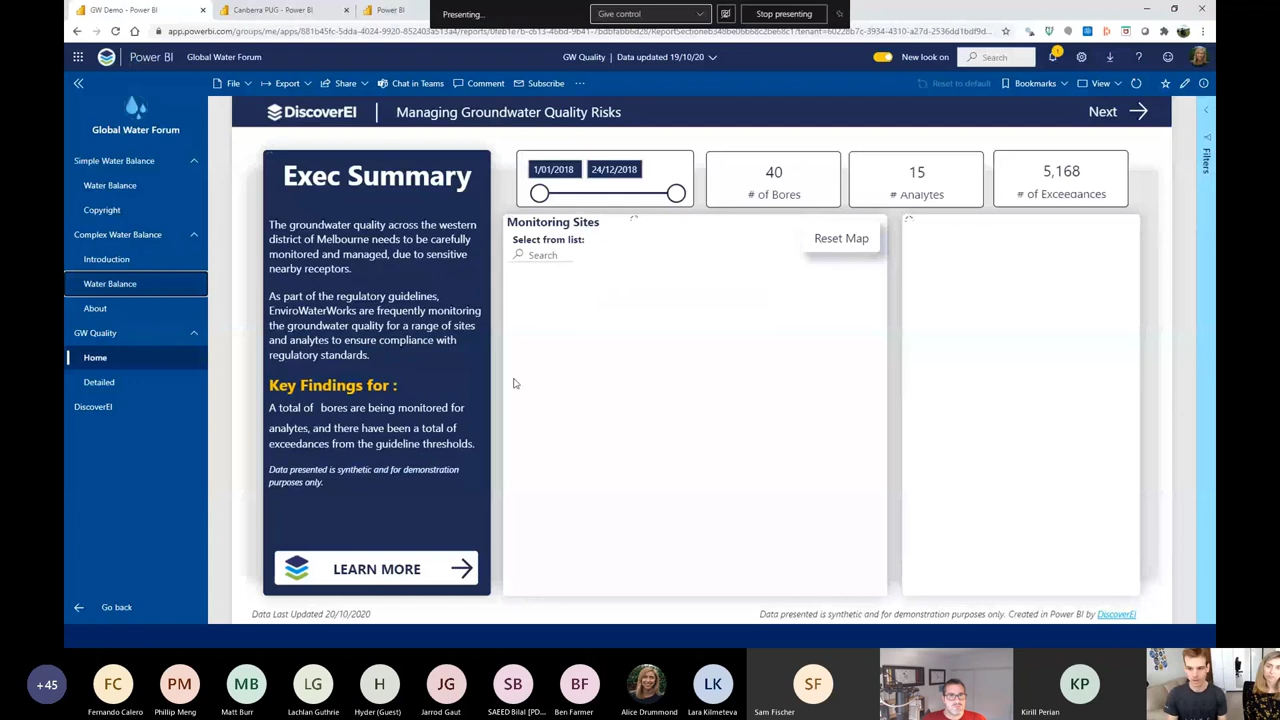 GW Demo - Power BI
Canberra PUG - Power BI
Power BI
Presenting...
Give control
Stop presenting
Power BI
Global Water Forum
GW Quality
Data updated 19/10/20
New look on
Search
File
Export
Share
Chat in Teams
Comment
Subscribe
Reset to default
Bookmarks
View
Global Water Forum
Simple Water Balance
Water Balance
Copyright
Complex Water Balance
Introduction
Water Balance
About
GW Quality
Home
Detailed
DiscoverEI
Go back
DiscoverEI
Managing Groundwater Quality Risks
Next
Filters
Exec Summary
The groundwater quality across the western
district of Melbourne needs to be carefully
monitored and managed, due to sensitive
nearby receptors.
As part of the regulatory guidelines,
EnviroWaterWorks are frequently monitoring
the groundwater quality for a range of sites
and analytes to ensure compliance with
regulatory standards.
Key Findings for :
A total of bores are being monitored for
analytes, and there have been a total of
exceedances from the guideline thresholds.
Data presented is synthetic and for demonstration
purposes only.
LEARN MORE
1/01/2018
24/12/2018
40
# of Bores
15
# of Analytes
5,168
# of Exceedances
Monitoring Sites
Select from list:
Search
Reset Map
Data Last Updated 20/10/2020
Data presented is synthetic and for demonstration purposes only. Created in Power BI by DiscoverEI
+45
FC
Fernando Calero
PM
Phillip Meng
MB
Matt Burr
LG
Lachlan Guthrie
H
Hyder (Guest)
JG
Jarrod Gaut
SB
SAEED Bilal [PD...
BF
Ben Farmer
Alice Drummond
LK
Lara Kilmeteva
SF
Sam Fischer
KP
Kirill Perian